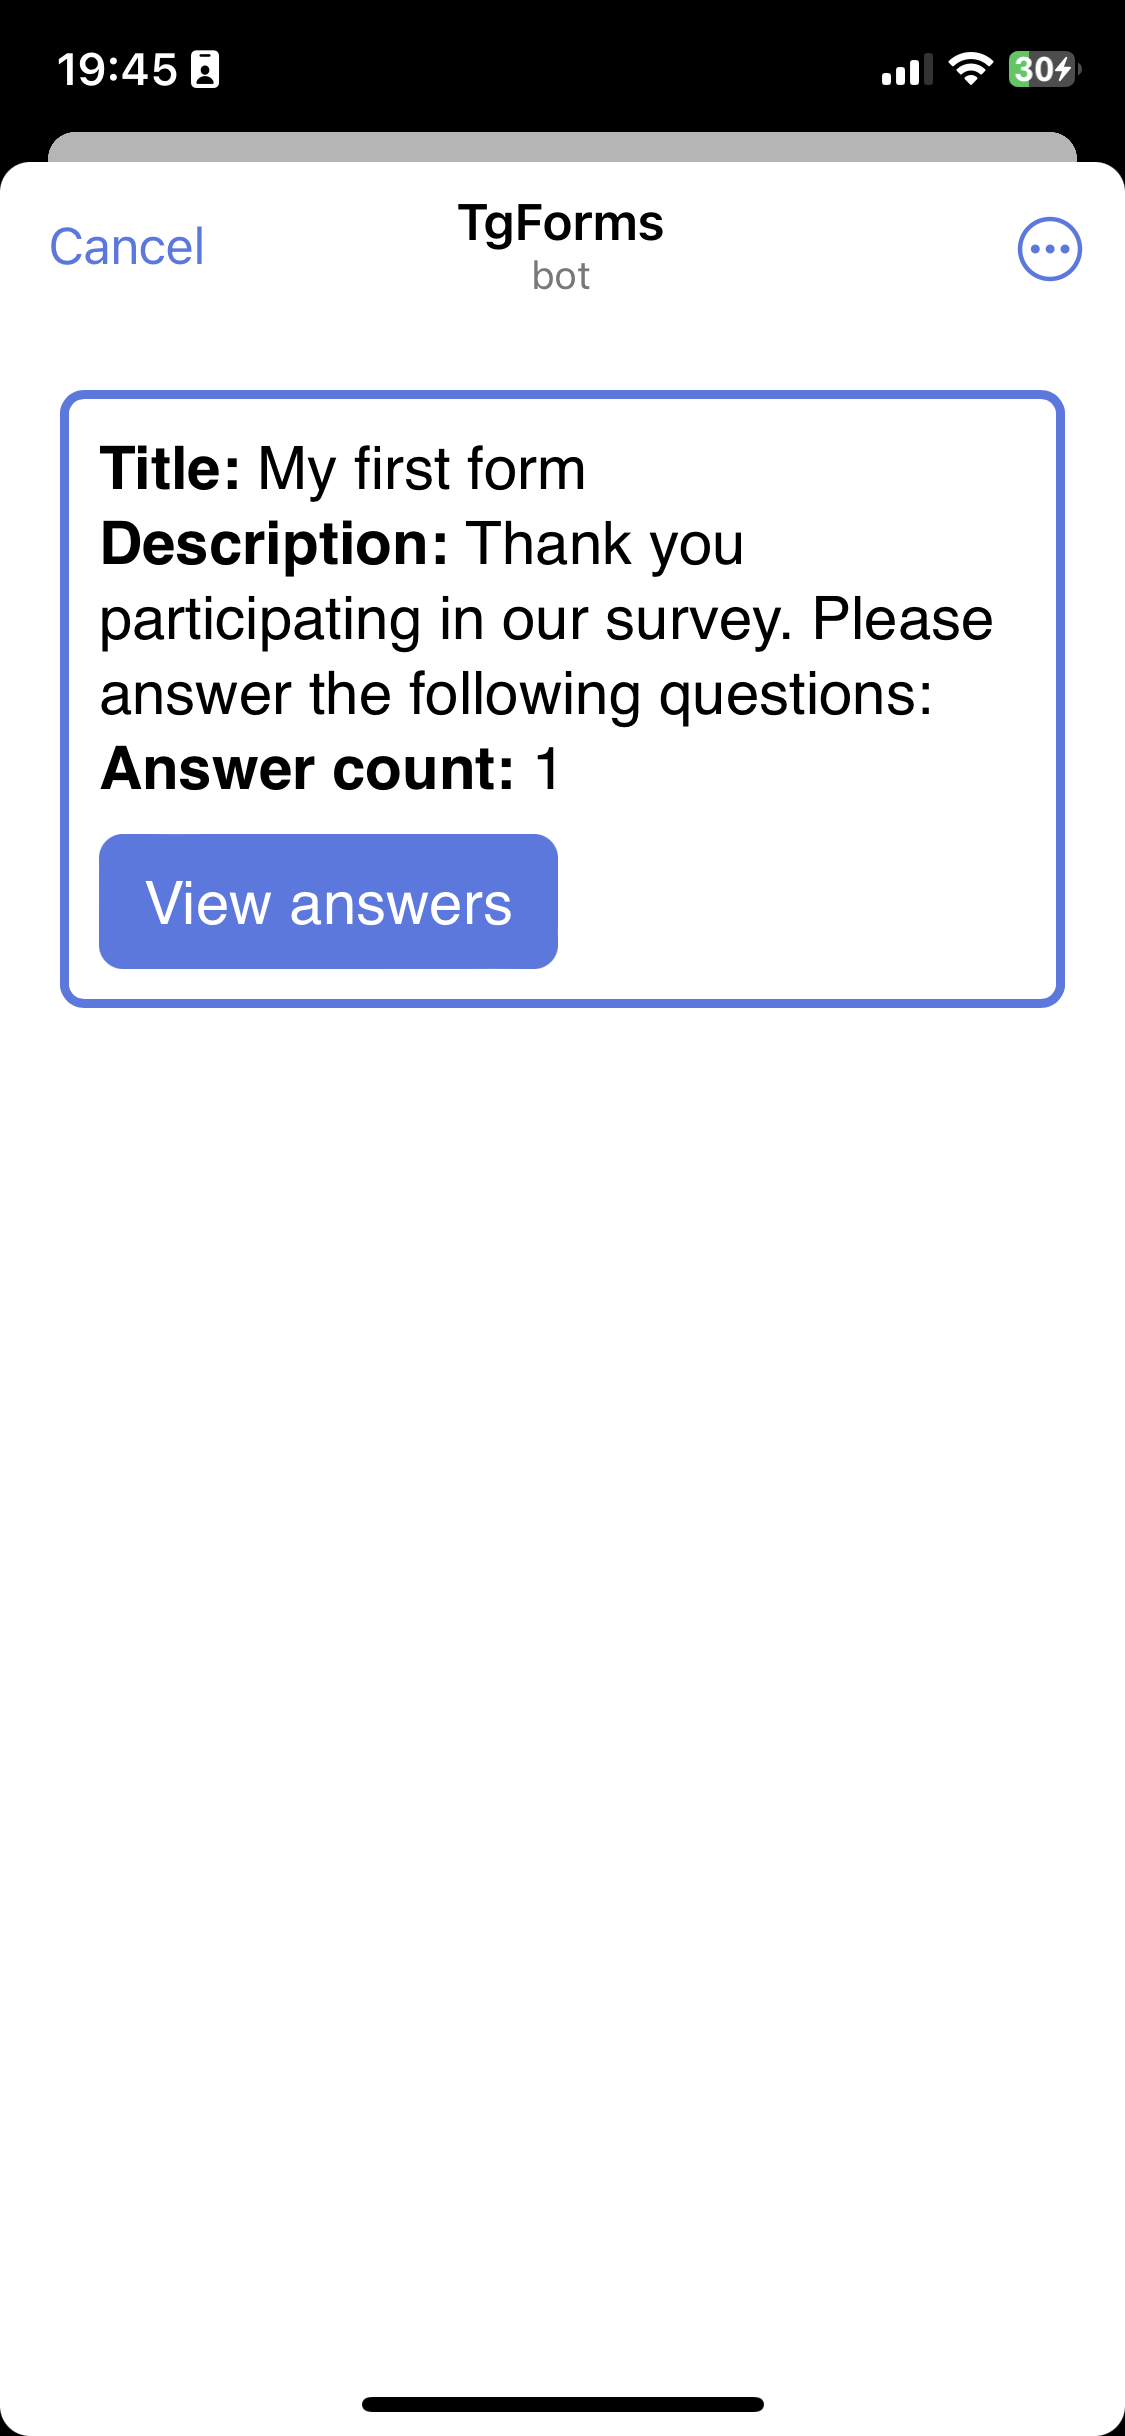 19:45
30
Cancel
TgForms
bot
Title: My first form
Description: Thank you
participating in our survey. Please
answer the following questions:
Answer count: 1
View answers